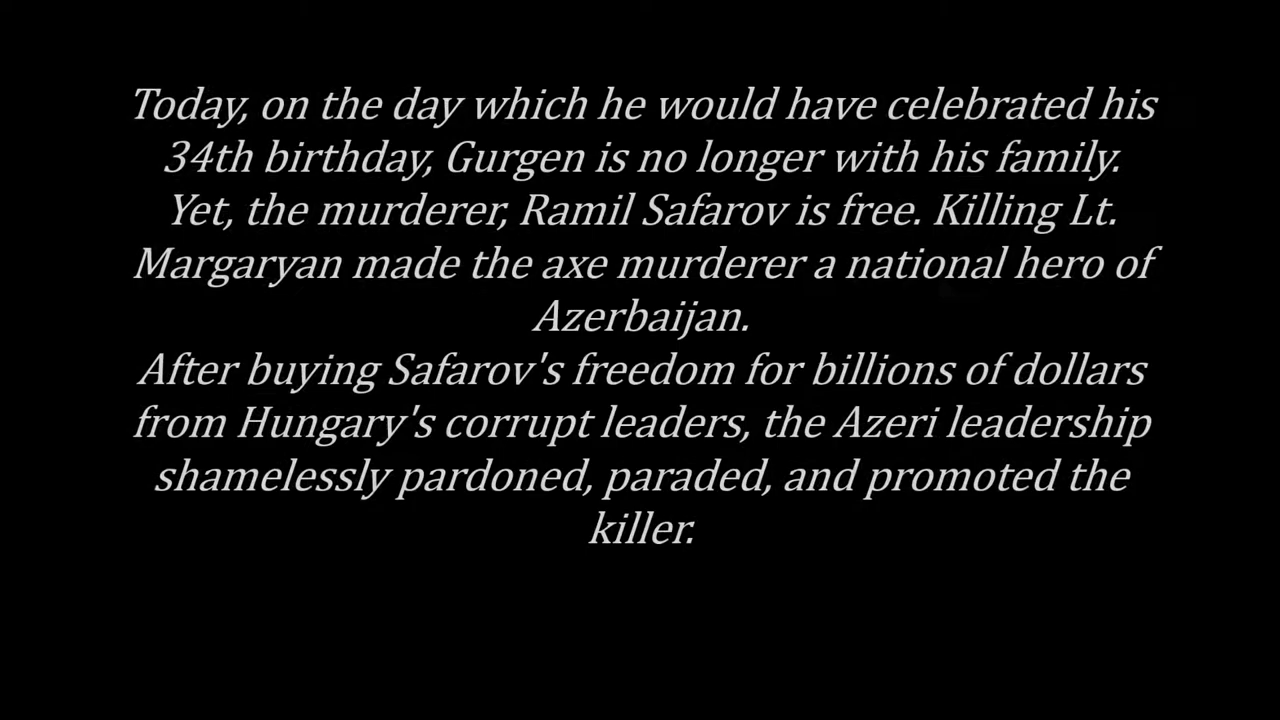 Today, on the day which he would have celebrated his
34th birthday, Gurgen is no longer with his family.
Yet, the murderer, Ramil Safarov is free. Killing Lt.
Margaryan made the axe murderer a national hero of
Azerbaijan.
After buying Safarov's freedom for billions of dollars
from Hungary's corrupt leaders, the Azeri leadership
shamelessly pardoned, paraded, and promoted the
killer.